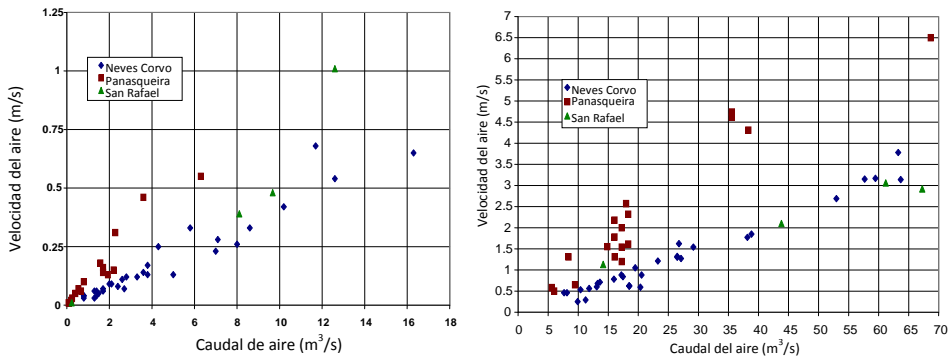 1.25
1
0.75
0.5
0.25
0
0 2 4 6 8 10 12 14 16 18
Velocidad del aire (m/s)
Caudal de aire (m³/s)
Neves Corvo
Panasqueira
San Rafael
7
6.5
6
5.5
5
4.5
4
3.5
3
2.5
2
1.5
1
0.5
0
5 10 15 20 25 30 35 40 45 50 55 60 65 70
Velocidad del aire (m/s)
Caudal del aire (m³/s)
Neves Corvo
Panasqueira
San Rafael